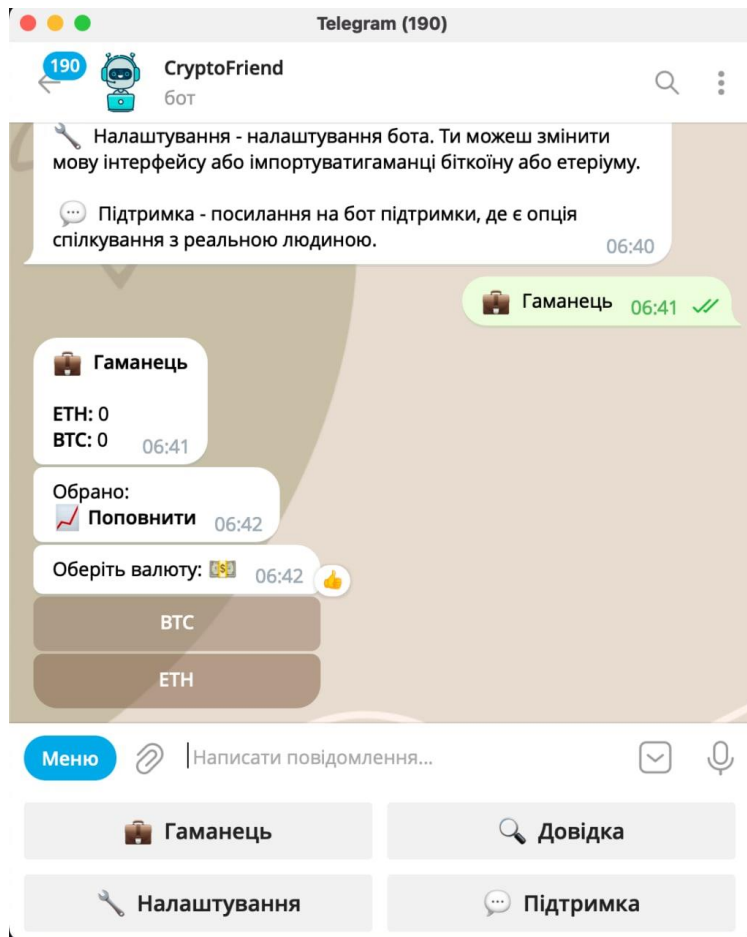 Telegram (190)
190
CryptoFriend
бот
🔧 Налаштування - налаштування бота. Ти можеш змінити
мову інтерфейсу або імпортуватигаманці біткоїну або етеріуму.
💬 Підтримка - посилання на бот підтримки, де є опція
спілкування з реальною людиною.
06:40
💼 Гаманець 06:41
💼 Гаманець
ETH: 0
BTC: 0 06:41
Обрано:
📈 Поповнити 06:42
Оберіть валюту: 💵 06:42 👍
BTC
ETH
Меню
Написати повідомлення...
💼 Гаманець
🔍 Довідка
🔧 Налаштування
💬 Підтримка